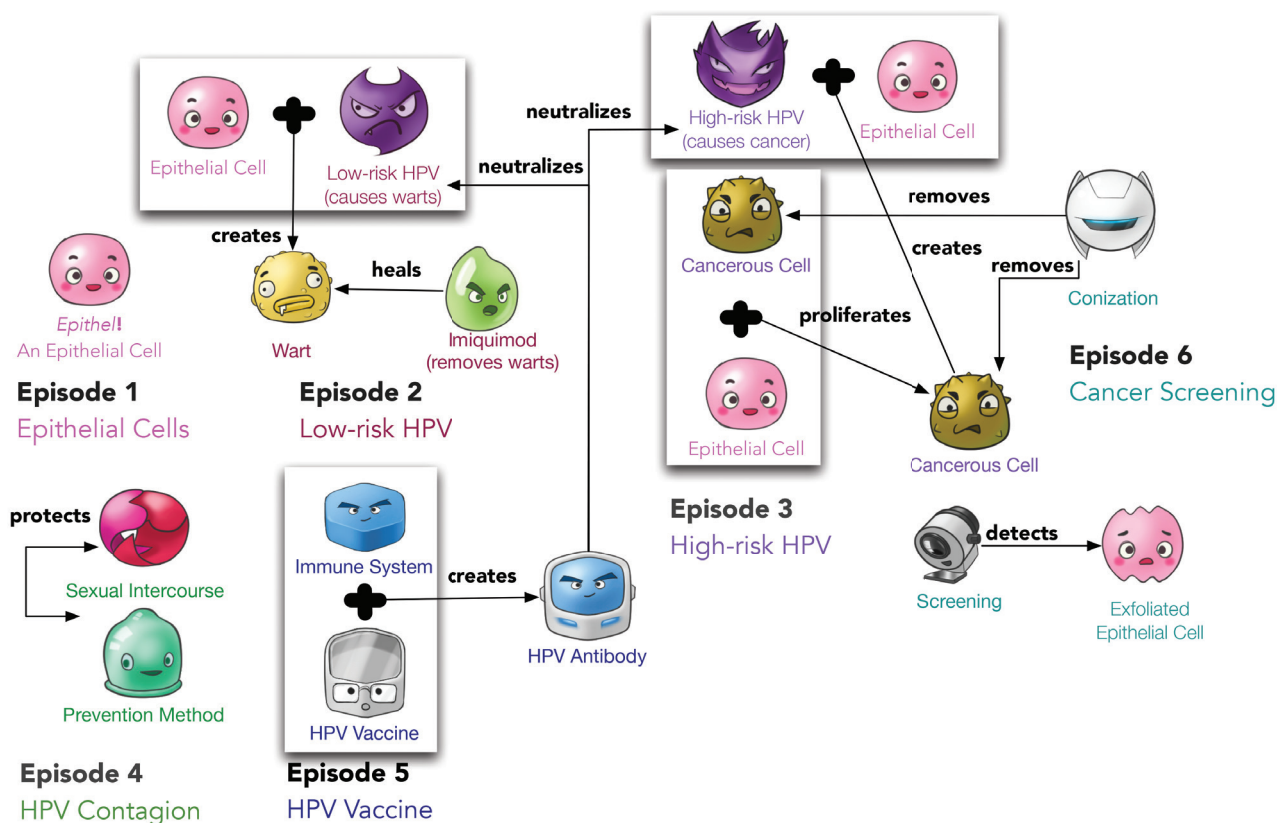 Epithelial Cell
Low-risk HPV
(causes warts)
neutralizes
neutralizes
High-risk HPV
(causes cancer)
Epithelial Cell
creates
Wart
heals
Imiquimod
(removes warts)
Epithel!
An Epithelial Cell
Episode 1
Epithelial Cells
Episode 2
Low-risk HPV
Cancerous Cell
proliferates
Epithelial Cell
creates
removes
removes
Conization
Episode 6
Cancer Screening
Cancerous Cell
Episode 3
High-risk HPV
Screening
detects
Exfoliated
Epithelial Cell
protects
Sexual Intercourse
Prevention Method
Episode 4
HPV Contagion
Immune System
creates
HPV Vaccine
HPV Antibody
Episode 5
HPV Vaccine